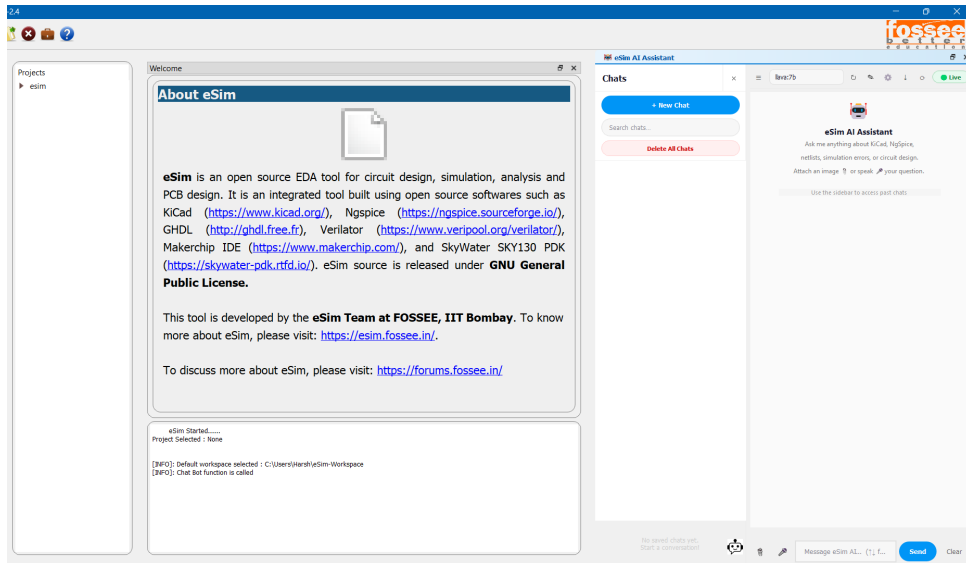 -2.4
fossee
better
education
eSim AI Assistant
Projects
esim
Welcome
About eSim
eSim is an open source EDA tool for circuit design, simulation, analysis and
PCB design. It is an integrated tool built using open source softwares such as
KiCad (https://www.kicad.org/), Ngspice (https://ngspice.sourceforge.io/),
GHDL (http://ghdl.free.fr), Verilator (https://www.veripool.org/verilator/),
Makerchip IDE (https://www.makerchip.com/), and SkyWater SKY130 PDK
(https://skywater-pdk.rtfd.io/). eSim source is released under GNU General
Public License.
This tool is developed by the eSim Team at FOSSEE, IIT Bombay. To know
more about eSim, please visit: https://esim.fossee.in/.
To discuss more about eSim, please visit: https://forums.fossee.in/
eSim Started......
Project Selected : None
[INFO]: Default workspace selected : C:\Users\Harsh\eSim-Workspace
[INFO]: Chat Bot function is called
Chats
+ New Chat
Search chats...
Delete All Chats
No saved chats yet.
Start a conversation!
llava:7b
Live
eSim AI Assistant
Ask me anything about KiCad, NgSpice,
netlists, simulation errors, or circuit design.
Attach an image or speak your question.
Use the sidebar to access past chats
Message eSim AI... (↑↓ f...
Send
Clear